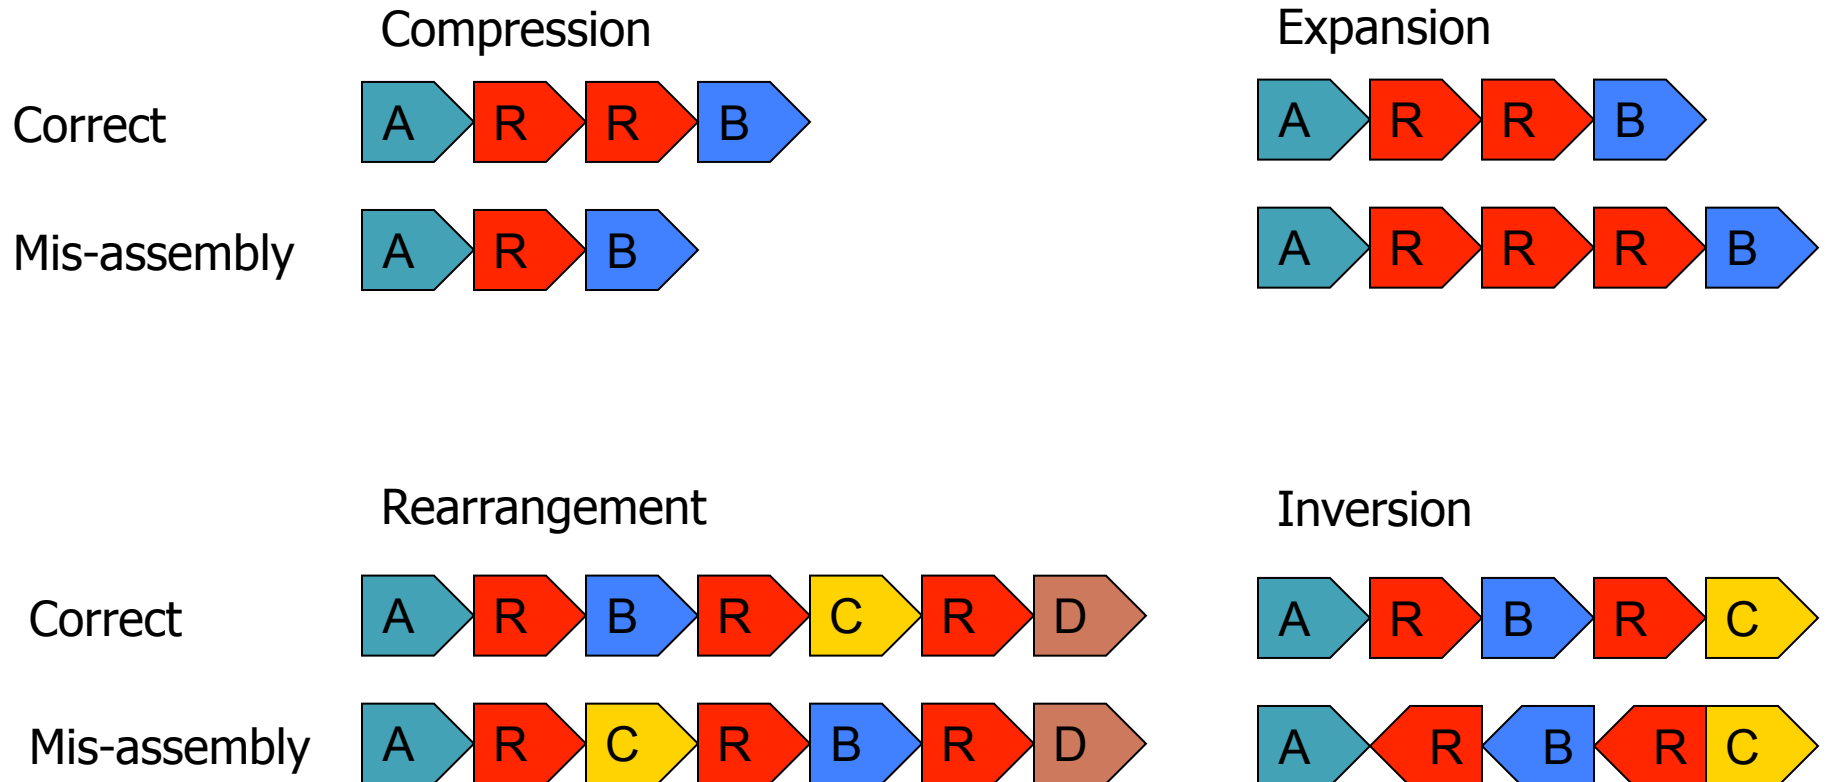 Compression
Expansion
Correct
A R R B
A R R B
Mis-assembly
A R B
A R R R B
Rearrangement
Inversion
Correct
A R B R C R D
A R B R C
Mis-assembly
A R C R B R D
A R B R C